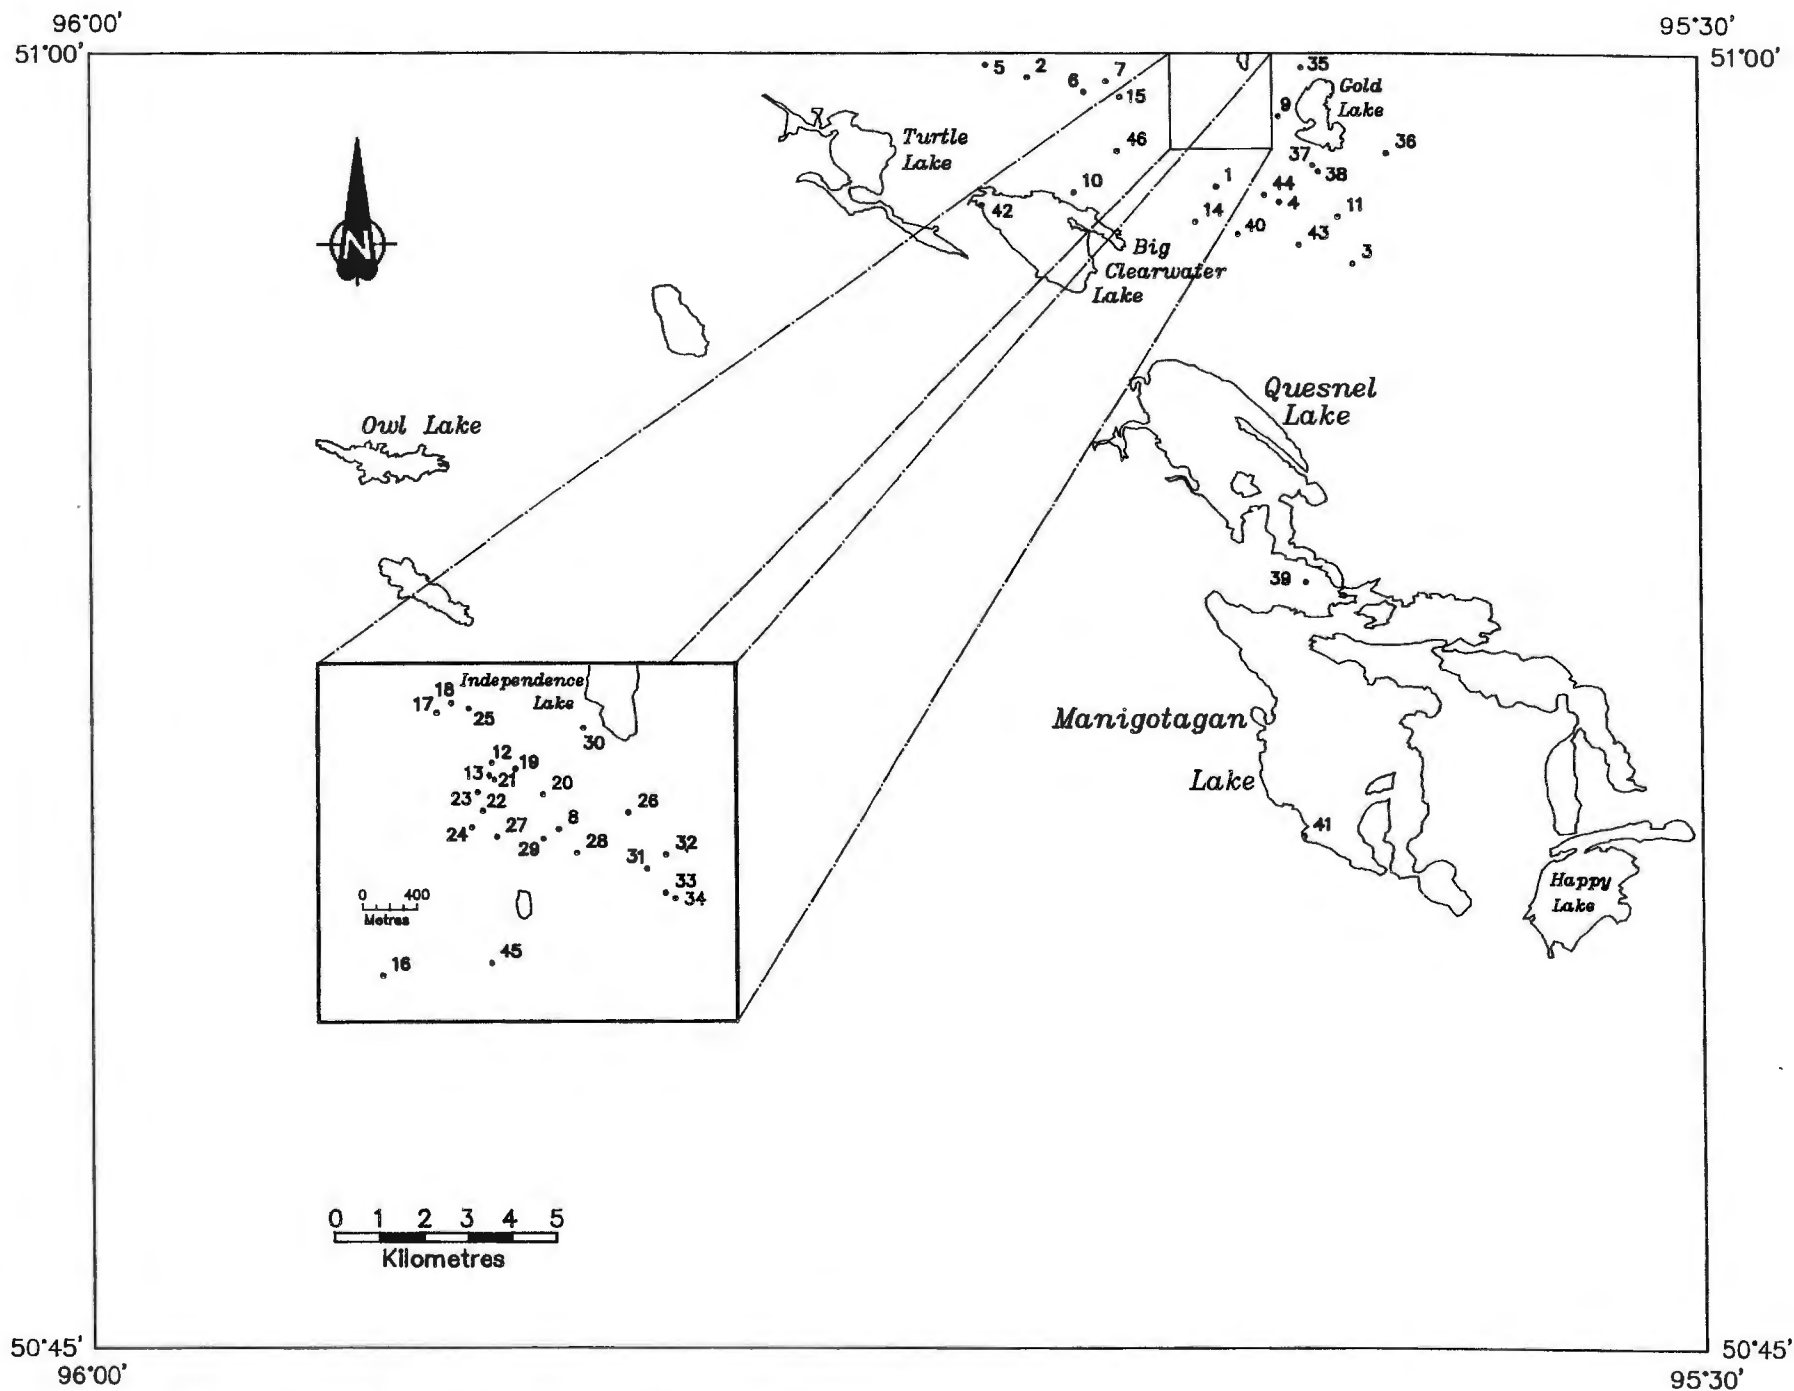 96°00'
95°30'
51°00'
51°00'
5
2
6
7
15
35
Gold
Lake
9
Turtle
Lake
46
36
37
38
10
1
44
4
42
14
40
11
43
3
Big
Clearwater
Lake
N
Quesnel
Lake
Owl Lake
39
Independence
Lake
18
17
25
30
12
19
13
21
20
23
22
26
24
27
8
29
28
31
32
33
34
0 400
Metres
45
16
Manigotagan
Lake
41
Happy
Lake
0 1 2 3 4 5
Kilometres
50°45'
50°45'
96°00'
95°30'